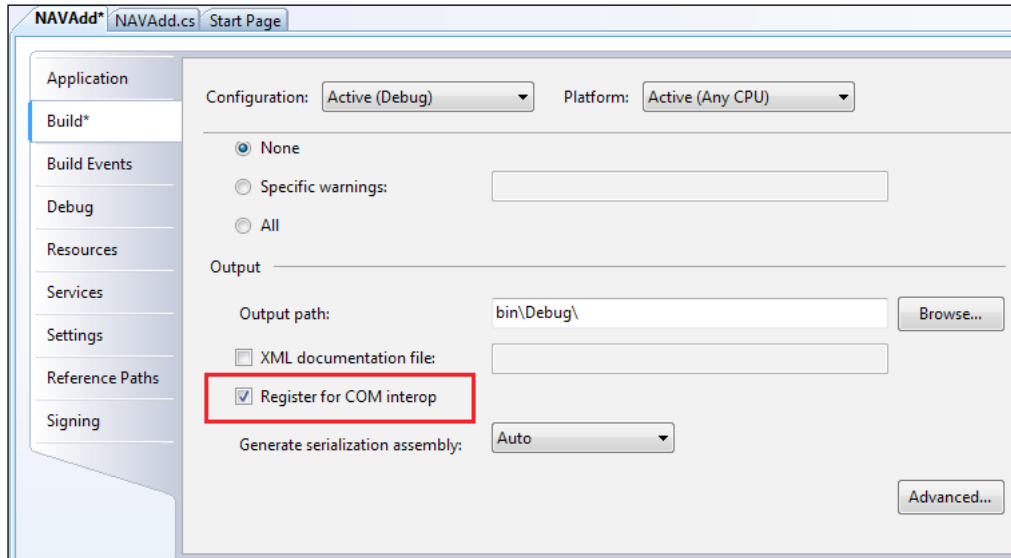 NAVAdd* NAVAdd.cs Start Page
Application
Build*
Build Events
Debug
Resources
Services
Settings
Reference Paths
Signing
Configuration: Active (Debug) Platform: Active (Any CPU)
None
Specific warnings:
All
Output
Output path: bin\Debug\ Browse...
XML documentation file:
Register for COM interop
Generate serialization assembly: Auto
Advanced...